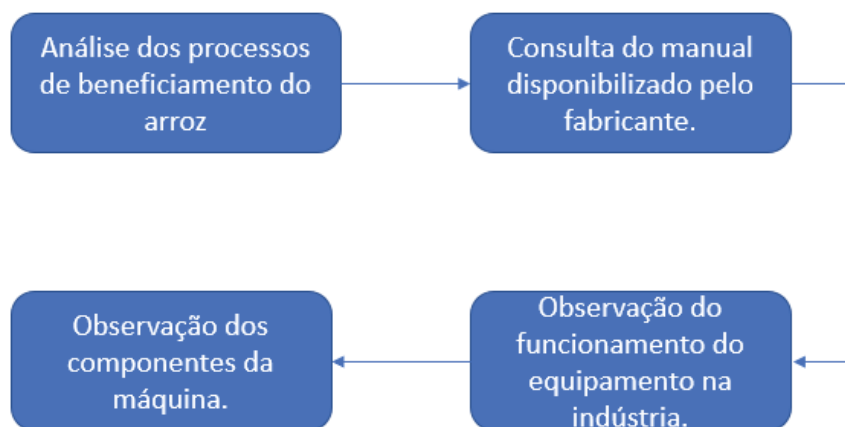 Análise dos processos
de beneficiamento do
arroz
Consulta do manual
disponibilizado pelo
fabricante.
Observação do
funcionamento do
equipamento na
indústria.
Observação dos
componentes da
máquina.